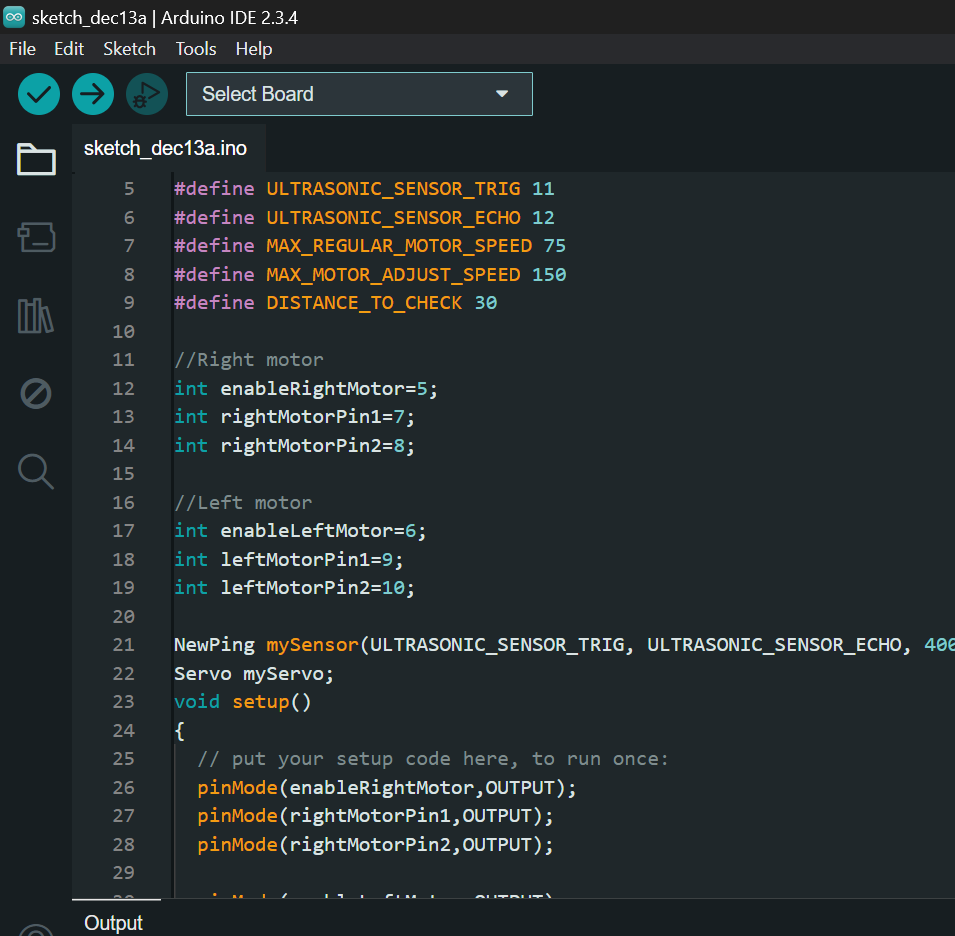 sketch_dec13a | Arduino IDE 2.3.4
File Edit Sketch Tools Help
Select Board
sketch_dec13a.ino
5 #define ULTRASONIC_SENSOR_TRIG 11
6 #define ULTRASONIC_SENSOR_ECHO 12
7 #define MAX_REGULAR_MOTOR_SPEED 75
8 #define MAX_MOTOR_ADJUST_SPEED 150
9 #define DISTANCE_TO_CHECK 30
10
11 //Right motor
12 int enableRightMotor=5;
13 int rightMotorPin1=7;
14 int rightMotorPin2=8;
15
16 //Left motor
17 int enableLeftMotor=6;
18 int leftMotorPin1=9;
19 int leftMotorPin2=10;
20
21 NewPing mySensor(ULTRASONIC_SENSOR_TRIG, ULTRASONIC_SENSOR_ECHO, 400
22 Servo myServo;
23 void setup()
24 {
25 // put your setup code here, to run once:
26 pinMode(enableRightMotor,OUTPUT);
27 pinMode(rightMotorPin1,OUTPUT);
28 pinMode(rightMotorPin2,OUTPUT);
29
Output